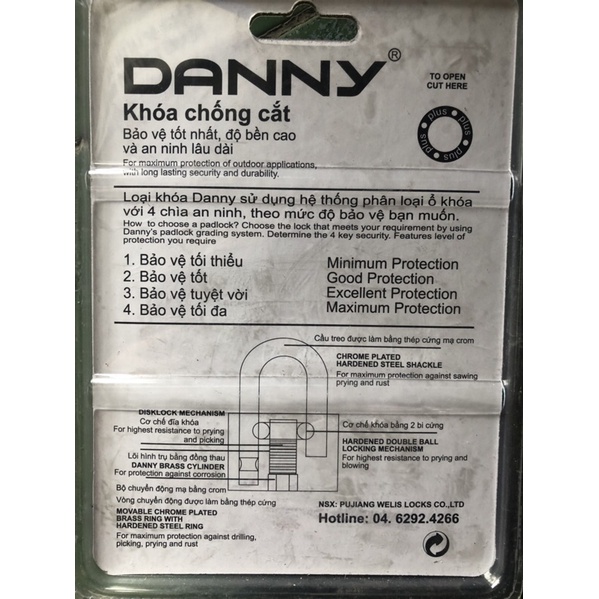 DANNY®
TO OPEN
CUT HERE
Khóa chống cắt
Bảo vệ tốt nhất, độ bền cao
và an ninh lâu dài
plus plus plus plus plus
For maximum protection of outdoor applications,
with long lasting security and durability.
Loại khóa Danny sử dụng hệ thống phân loại ổ khóa
với 4 chìa an ninh, theo mức độ bảo vệ bạn muốn.
How to choose a padlock? Choose the lock that meets your requirement by using
Danny's padlock grading system. Determine the 4 key security. Features level of
protection you require
1. Bảo vệ tối thiểu Minimum Protection
2. Bảo vệ tốt Good Protection
3. Bảo vệ tuyệt vời Excellent Protection
4. Bảo vệ tối đa Maximum Protection
Cầu treo được làm bằng thép cứng mạ crom
CHROME PLATED
HARDENED STEEL SHACKLE
For maximum protection against sawing
prying and rust
DISKLOCK MECHANISM
Cơ chế đĩa khóa
For highest resistance to prying
and picking
Cơ chế khóa bằng 2 bi cứng
HARDENED DOUBLE BALL
LOCKING MECHANISM
For highest resistance to prying and
blowing
Lõi hình trụ bằng đồng thau
DANNY BRASS CYLINDER
For protection against corrosion
Bộ chuyển động mạ bằng crom
Vòng chuyển động được làm bằng thép cứng
MOVABLE CHROME PLATED
BRASS RING WITH
HARDENED STEEL RING
For maximum protection against drilling,
picking, prying and rust
NSX: PUJIANG WELIS LOCKS CO.,LTD
Hotline: 04. 6292.4266